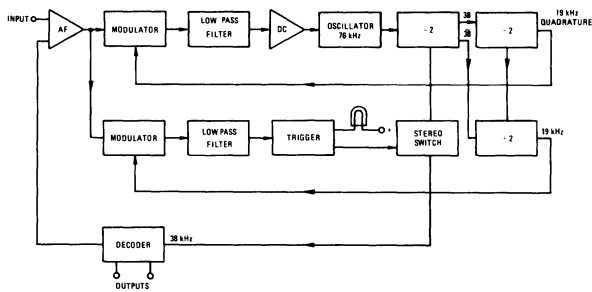 INPUT
AF
MODULATOR
LOW PASS
FILTER
DC
OSCILLATOR
76 kHz
÷ 2
38
38
÷ 2
19 kHz
QUADRATURE
MODULATOR
LOW PASS
FILTER
TRIGGER
+
STEREO
SWITCH
÷ 2
19 kHz
DECODER
38 kHz
OUTPUTS